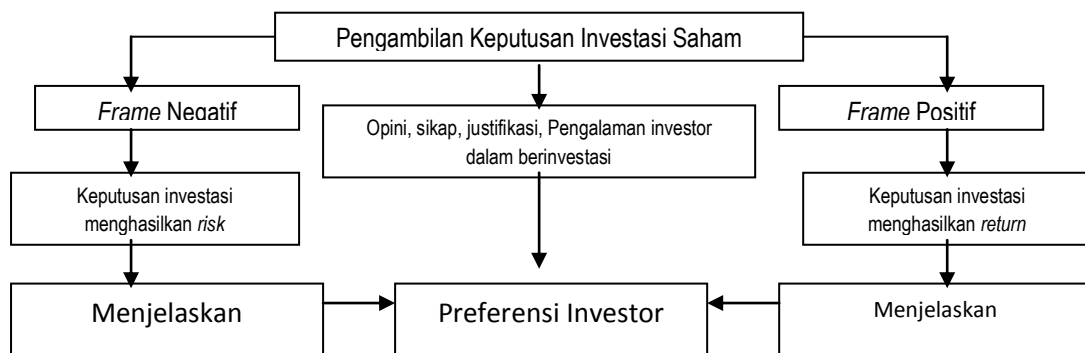 Pengambilan Keputusan Investasi Saham
Frame Negatif
Opini, sikap, justifikasi, Pengalaman investor
dalam berinvestasi
Frame Positif
Keputusan investasi
menghasilkan risk
Keputusan investasi
menghasilkan return
Menjelaskan
Preferensi Investor
Menjelaskan